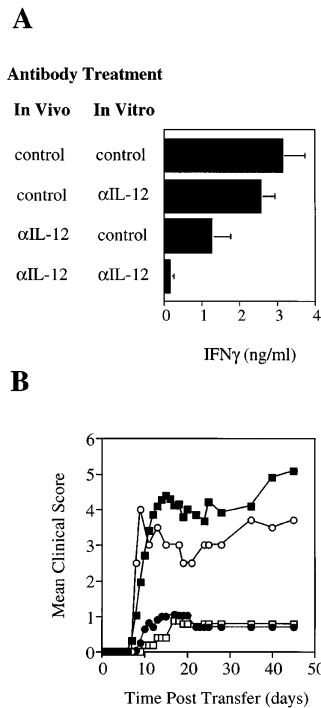 A
Antibody Treatment
In Vivo In Vitro
control control
control αIL-12
αIL-12 control
αIL-12 αIL-12
0 1 2 3 4
IFNγ (ng/ml)
B
6
5
4
3
2
1
0
Mean Clinical Score
0 10 20 30 40 50
Time Post Transfer (days)